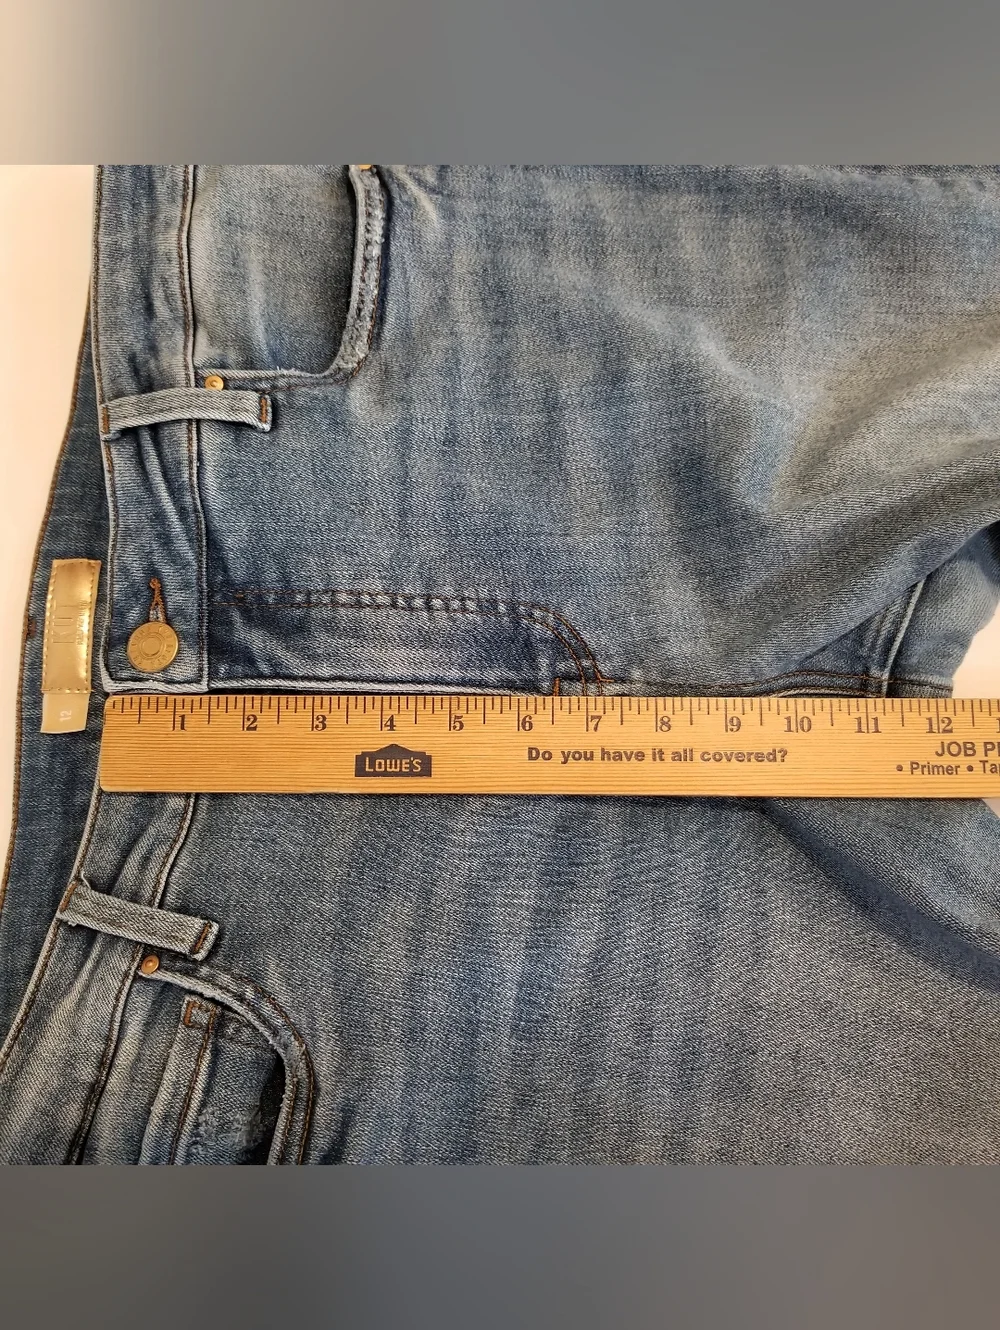 1 2 3 4 5 6 7 8 9 10 11 12
LOWE'S
Do you have it all covered?
JOB
• Primer •